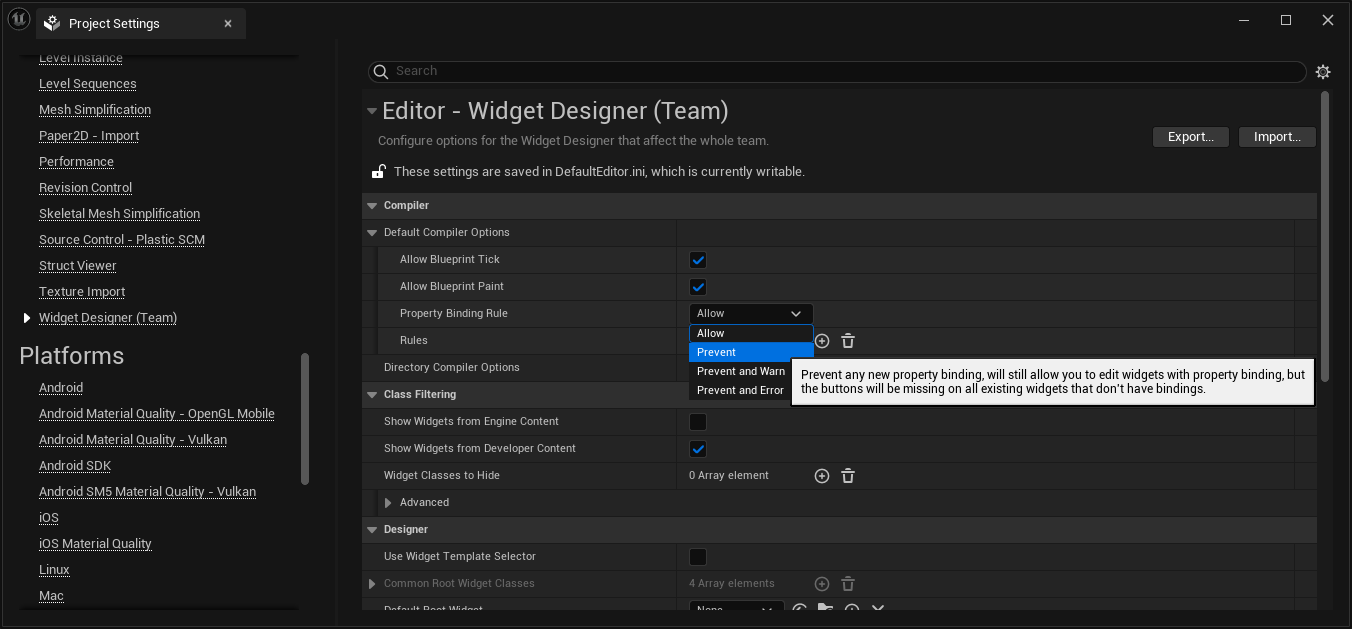 Project Settings
Level Instance
Level Sequences
Mesh Simplification
Paper2D - Import
Performance
Revision Control
Skeletal Mesh Simplification
Source Control - Plastic SCM
Struct Viewer
Texture Import
Widget Designer (Team)
Platforms
Android
Android Material Quality - OpenGL Mobile
Android Material Quality - Vulkan
Android SDK
Android SM5 Material Quality - Vulkan
iOS
iOS Material Quality
Linux
Mac
Search
Editor - Widget Designer (Team)
Configure options for the Widget Designer that affect the whole team.
Export...
Import...
These settings are saved in DefaultEditor.ini, which is currently writable.
Compiler
Default Compiler Options
Allow Blueprint Tick
Allow Blueprint Paint
Property Binding Rule
Allow
Allow
Prevent
Prevent and Warn
Prevent and Error
Rules
Directory Compiler Options
Prevent any new property binding, will still allow you to edit widgets with property binding, but
the buttons will be missing on all existing widgets that don't have bindings.
Class Filtering
Show Widgets from Engine Content
Show Widgets from Developer Content
Widget Classes to Hide
0 Array element
Advanced
Designer
Use Widget Template Selector
Common Root Widget Classes
4 Array elements
Default Root Widget
None